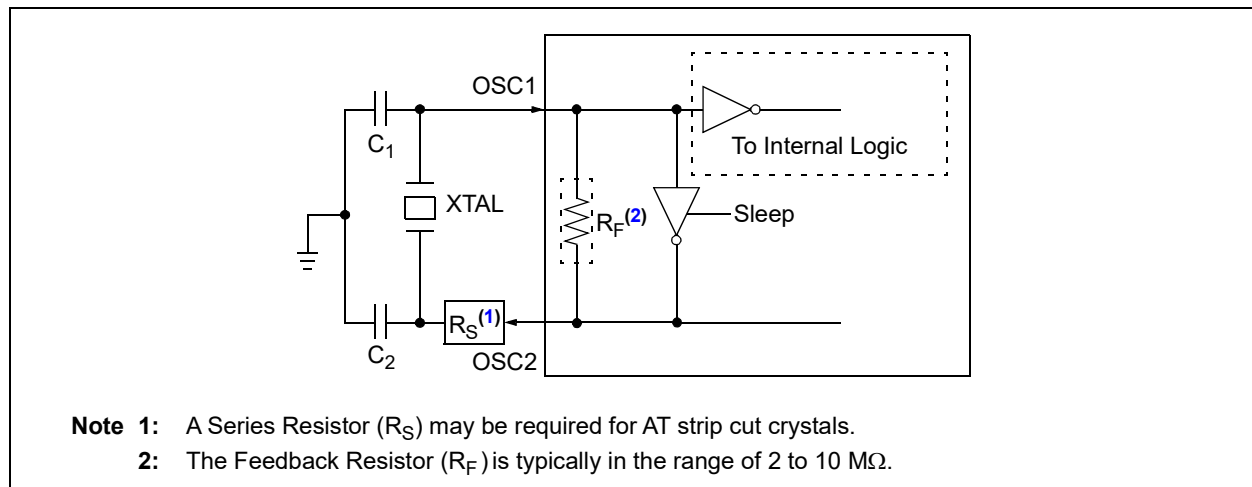 OSC1
C1
To Internal Logic
XTAL
RF(2)
Sleep
RS(1)
C2
OSC2
Note 1: A Series Resistor (RS) may be required for AT strip cut crystals.
2: The Feedback Resistor (RF) is typically in the range of 2 to 10 MΩ.